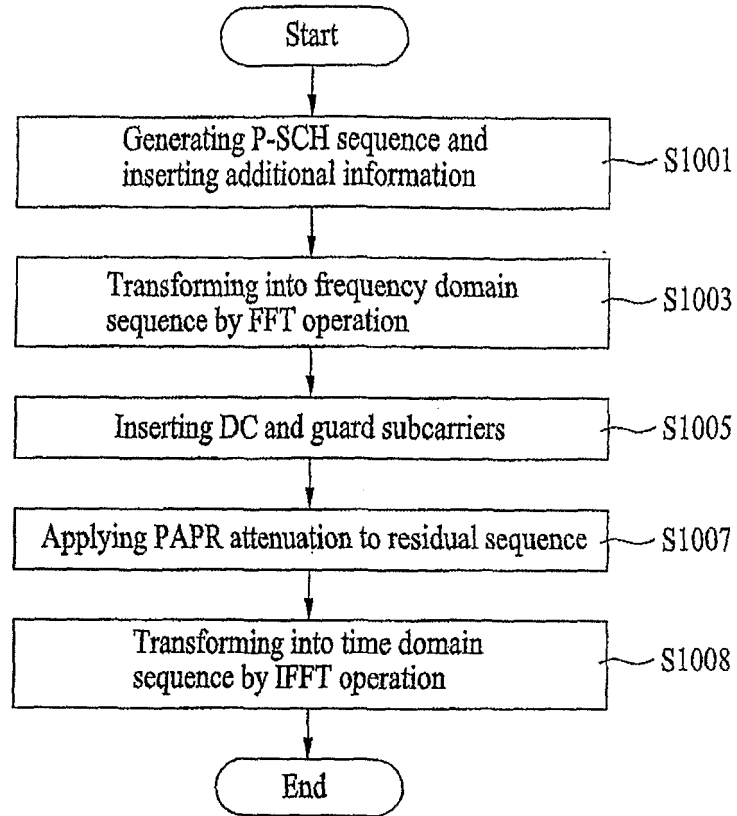 Start
Generating P-SCH sequence and
inserting additional information
S1001
Transforming into frequency domain
sequence by FFT operation
S1003
Inserting DC and guard subcarriers
S1005
Applying PAPR attenuation to residual sequence
S1007
Transforming into time domain
sequence by IFFT operation
S1008
End